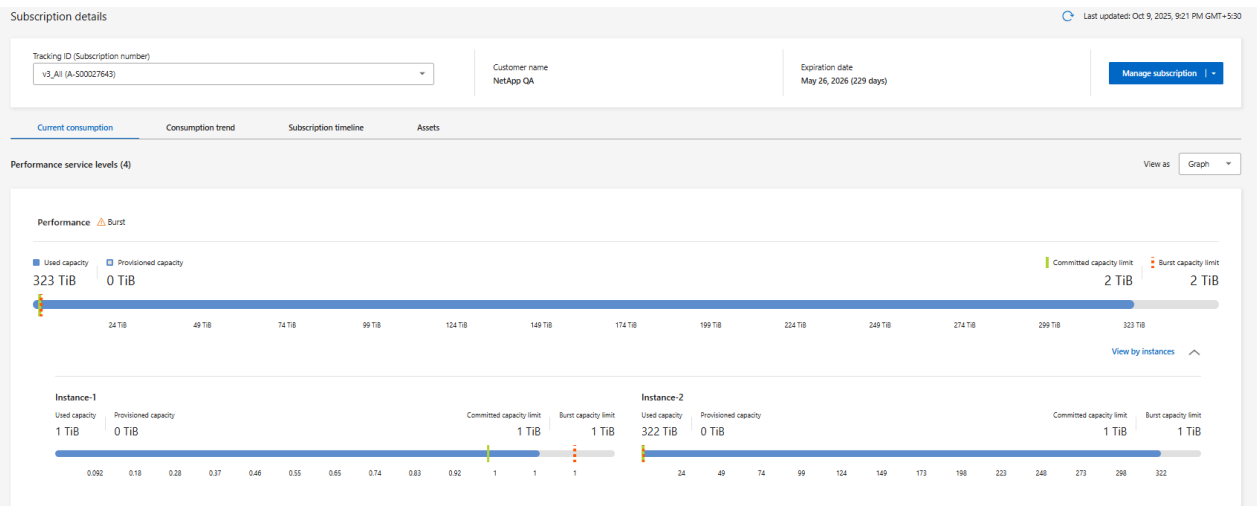 Subscription details
Last updated: Oct 9, 2025, 9:21 PM GMT+5:30
Tracking ID (Subscription number)
v3_All (A-S00027643)
Customer name
NetApp QA
Expiration date
May 26, 2026 (229 days)
Manage subscription
Current consumption Consumption trend Subscription timeline Assets
Performance service levels (4)
View as Graph
Performance Burst
Used capacity Provisioned capacity Committed capacity limit Burst capacity limit
323 TiB 0 TiB 2 TiB 2 TiB
24 TiB 49 TiB 74 TiB 99 TiB 124 TiB 149 TiB 174 TiB 199 TiB 224 TiB 249 TiB 274 TiB 299 TiB 323 TiB
View by instances
Instance-1
Used capacity Provisioned capacity Committed capacity limit Burst capacity limit
1 TiB 0 TiB 1 TiB 1 TiB
0.092 0.18 0.28 0.37 0.46 0.55 0.65 0.74 0.83 0.92 1 1 1
Instance-2
Used capacity Provisioned capacity Committed capacity limit Burst capacity limit
322 TiB 0 TiB 1 TiB 1 TiB
24 49 74 99 124 149 173 198 223 248 273 298 322